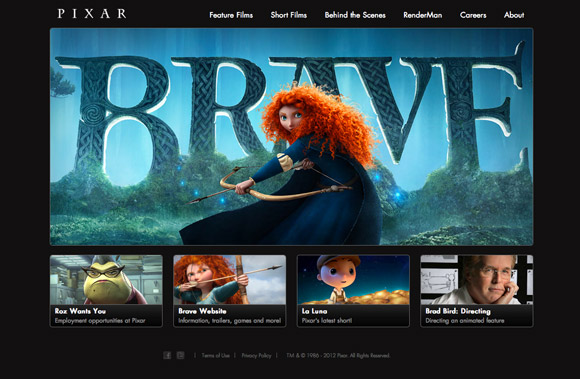 PIXAR
Feature Films Short Films Behind the Scenes RenderMan Careers About
BRAVE
Roz Wants You
Employment opportunities at Pixar
Brave Website
Information, trailers, games and more!
La Luna
Pixar's latest short!
Brad Bird: Directing
Directing an animated feature
| Terms of Use | Privacy Policy | TM & © 1986 - 2012 Pixar. All Rights Reserved.